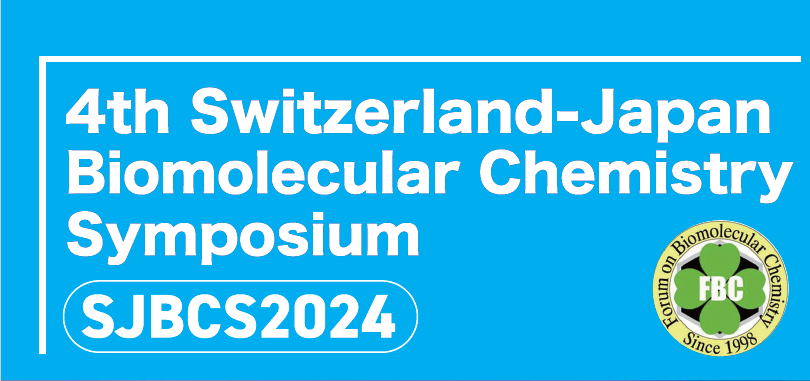 4th Switzerland-Japan
Biomolecular Chemistry
Symposium
SJBCS2024
Forum on Biomolecular Chemistry
FBC
Since 1998